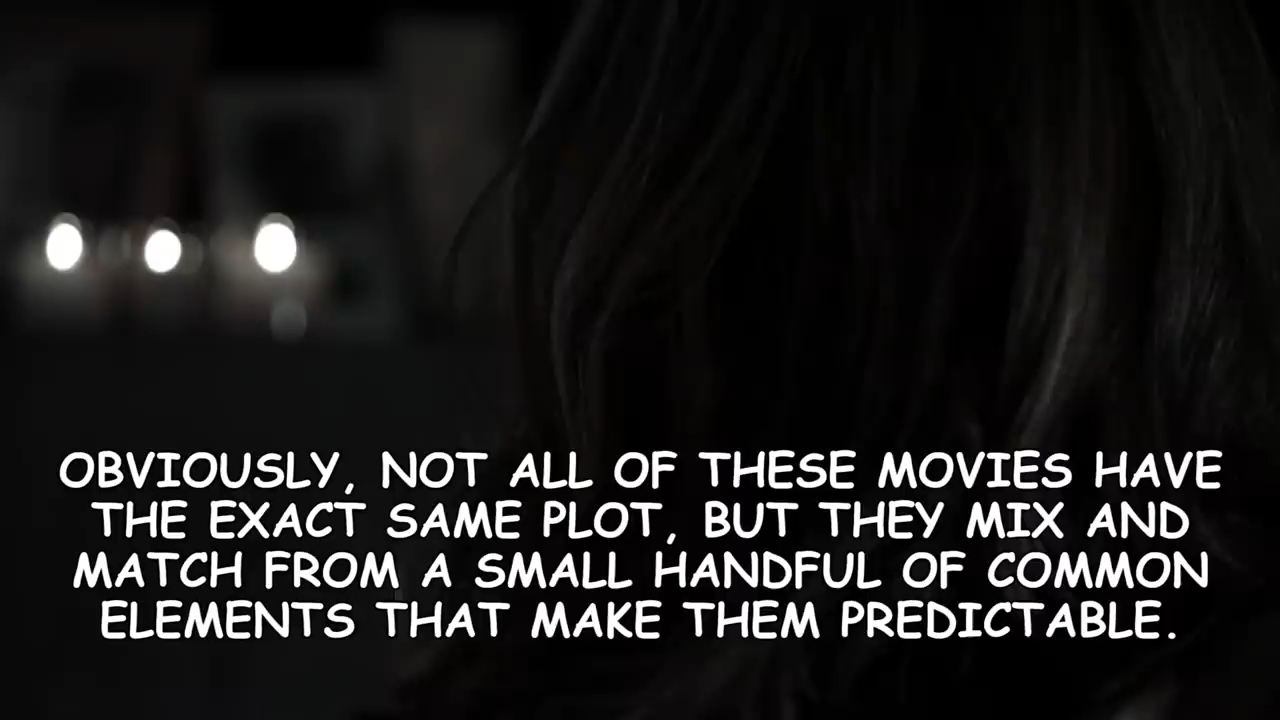 OBVIOUSLY, NOT ALL OF THESE MOVIES HAVE
THE EXACT SAME PLOT, BUT THEY MIX AND
MATCH FROM A SMALL HANDFUL OF COMMON
ELEMENTS THAT MAKE THEM PREDICTABLE.